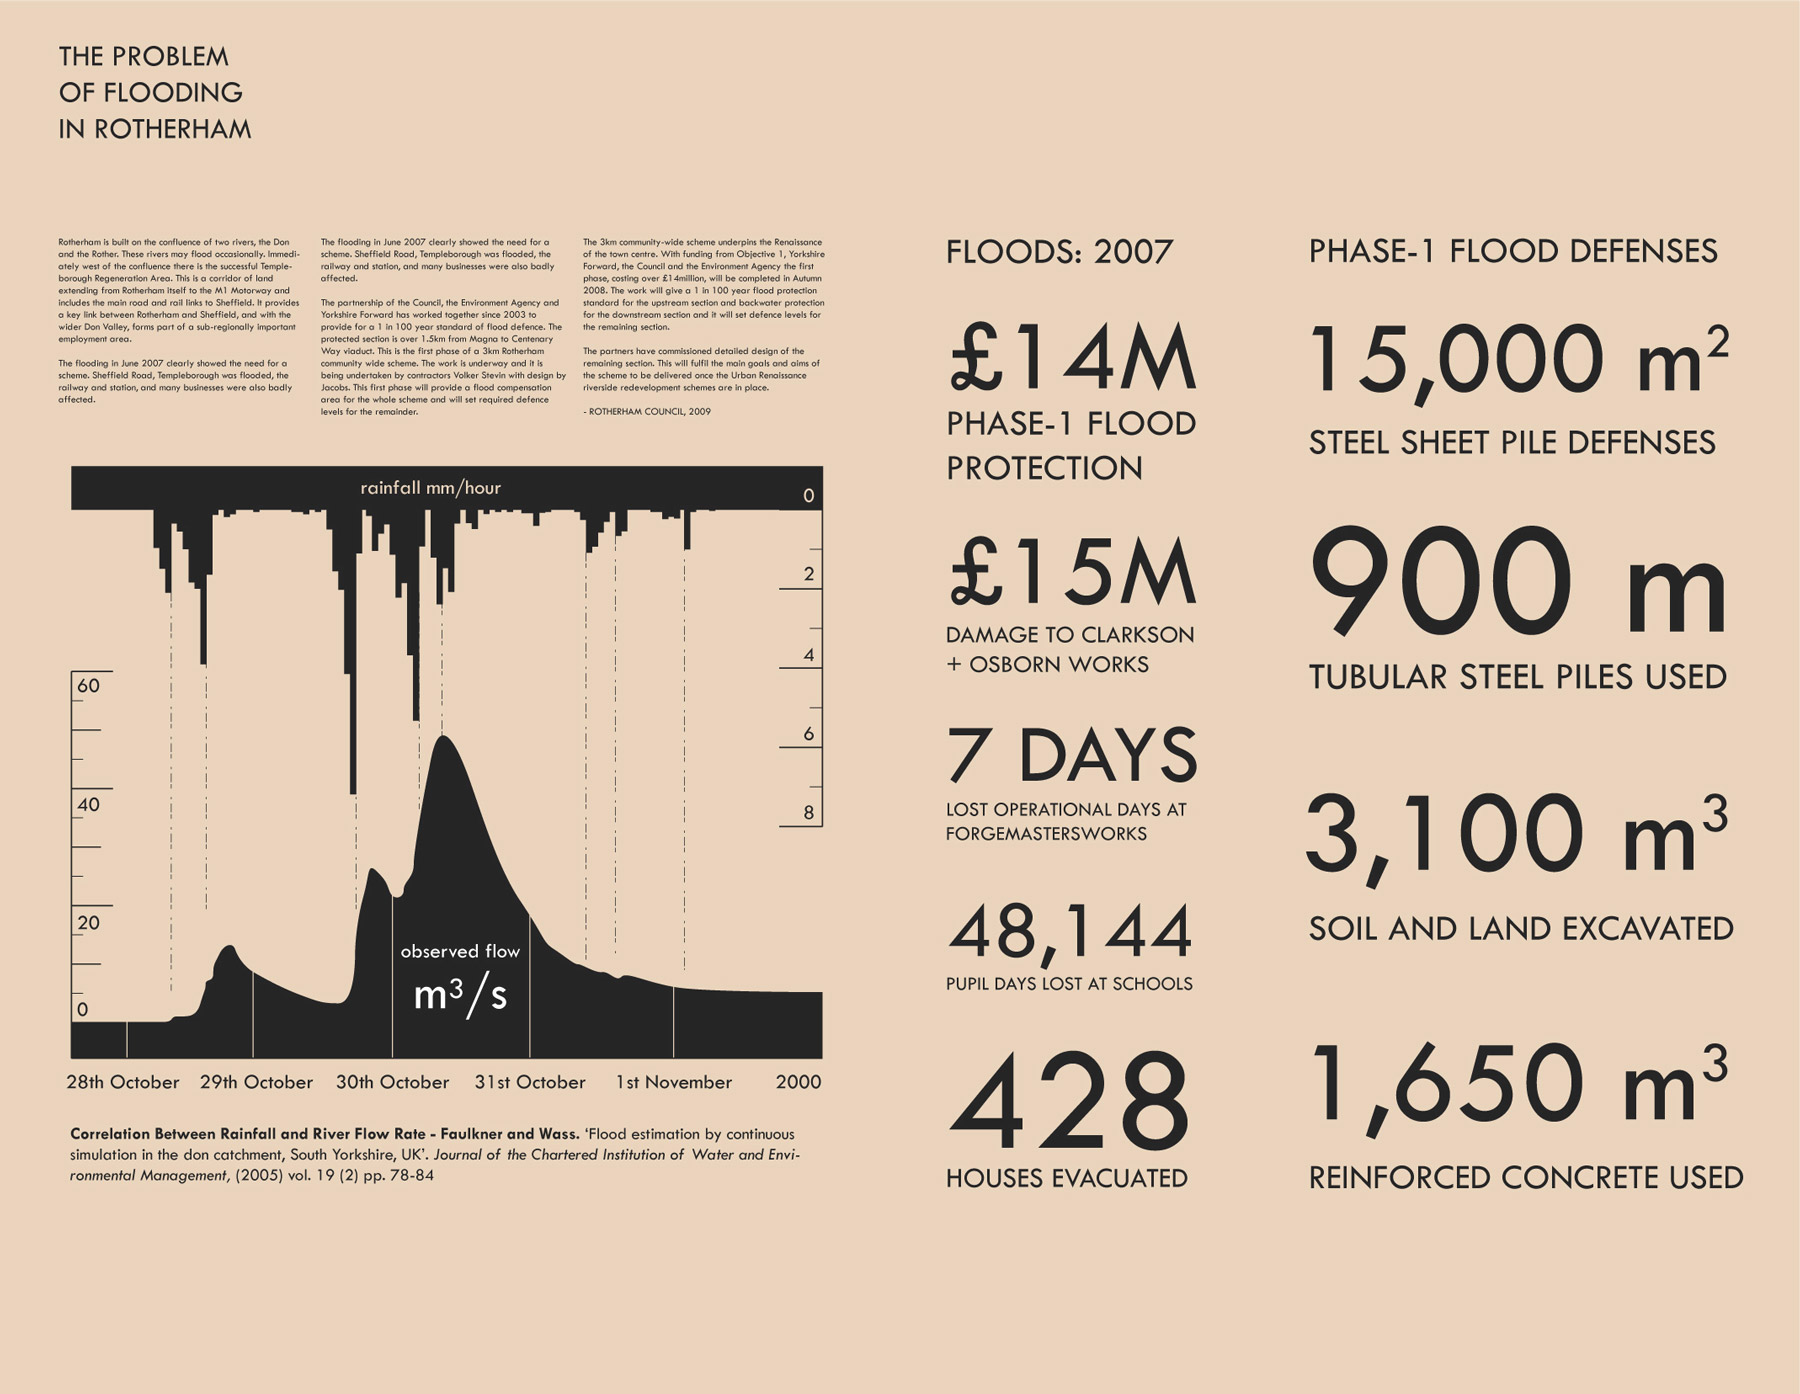 THE PROBLEM
OF FLOODING
IN ROTHERHAM
Rotherham is built on the confluence of two rivers, the Don
and the Rother. These rivers may flood occasionally. Immedi-
ately west of the confluence there is the successful Temple-
borough Regeneration Area. This is a corridor of land
extending from Rotherham itself to the M1 Motorway and
includes the main road and rail links to Sheffield. It provides
a key link between Rotherham and Sheffield, and with the
wider Don Valley, forms part of a sub-regionally important
employment area.
The flooding in June 2007 clearly showed the need for a
scheme. Sheffield Road, Templeborough was flooded, the
railway and station, and many businesses were also badly
affected.
The flooding in June 2007 clearly showed the need for a
scheme. Sheffield Road, Templeborough was flooded, the
railway and station, and many businesses were also badly
affected.
The partnership of the Council, the Environment Agency and
Yorkshire Forward has worked together since 2003 to
provide for a 1 in 100 year standard of flood defence. The
protected section is over 1.5km from Magna to Centenary
Way viaduct. This is the first phase of a 3km Rotherham
community wide scheme. The work is underway and it is
being undertaken by contractors Volker Stevin with design by
Jacobs. This first phase will provide a flood compensation
area for the whole scheme and will set required defence
levels for the remainder.
The 3km community-wide scheme underpins the Renaissance
of the town centre. With funding from Objective 1, Yorkshire
Forward, the Council and the Environment Agency the first
phase, costing over £14million, will be completed in Autumn
2008. The work will give a 1 in 100 year flood protection
standard for the upstream section and backwater protection
for the downstream section and it will set defence levels for
the remaining section.
The partners have commissioned detailed design of the
remaining section. This will fulfil the main goals and aims of
the scheme to be delivered once the Urban Renaissance
riverside redevelopment schemes are in place.
- ROTHERHAM COUNCIL, 2009
rainfall mm/hour
0
2
4
6
8
60
40
20
0
observed flow
m³/s
28th October 29th October 30th October 31st October 1st November 2000
Correlation Between Rainfall and River Flow Rate - Faulkner and Wass. 'Flood estimation by continuous
simulation in the don catchment, South Yorkshire, UK'. Journal of the Chartered Institution of Water and Envi-
ronmental Management, (2005) vol. 19 (2) pp. 78-84
FLOODS: 2007
£14M
PHASE-1 FLOOD
PROTECTION
£15M
DAMAGE TO CLARKSON
+ OSBORN WORKS
7 DAYS
LOST OPERATIONAL DAYS AT
FORGEMASTERSWORKS
48,144
PUPIL DAYS LOST AT SCHOOLS
428
HOUSES EVACUATED
PHASE-1 FLOOD DEFENSES
15,000 m²
STEEL SHEET PILE DEFENSES
900 m
TUBULAR STEEL PILES USED
3,100 m³
SOIL AND LAND EXCAVATED
1,650 m³
REINFORCED CONCRETE USED